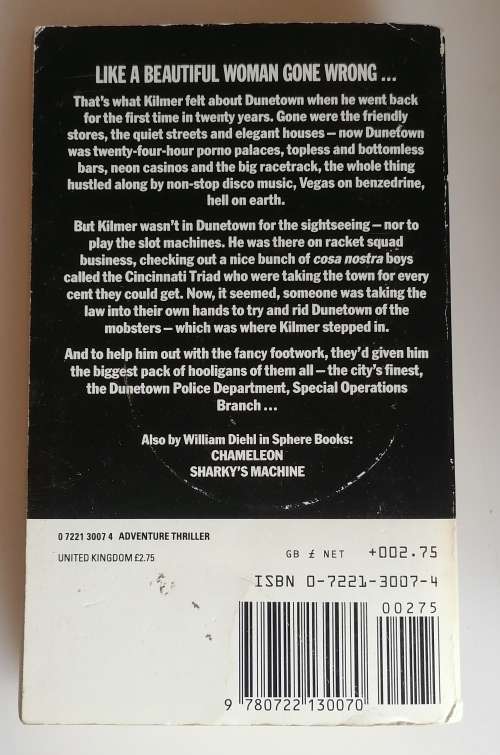 LIKE A BEAUTIFUL WOMAN GONE WRONG ...
That's what Kilmer felt about Dunetown when he went back
for the first time in twenty years. Gone were the friendly
stores, the quiet streets and elegant houses – now Dunetown
was twenty-four-hour porno palaces, topless and bottomless
bars, neon casinos and the big racetrack, the whole thing
hustled along by non-stop disco music, Vegas on benzedrine,
hell on earth.
But Kilmer wasn't in Dunetown for the sightseeing – nor to
play the slot machines. He was there on racket squad
business, checking out a nice bunch of cosa nostra boys
called the Cincinnati Triad who were taking the town for every
cent they could get. Now, it seemed, someone was taking the
law into their own hands to try and rid Dunetown of the
mobsters – which was where Kilmer stepped in.
And to help him out with the fancy footwork, they'd given him
the biggest pack of hooligans of them all – the city's finest,
the Dunetown Police Department, Special Operations
Branch ...
Also by William Diehl in Sphere Books:
CHAMELEON
SHARKY'S MACHINE
0 7221 3007 4 ADVENTURE THRILLER
UNITED KINGDOM £2.75
GB £ NET +002.75
ISBN 0-7221-3007-4
00275
9 780722 130070